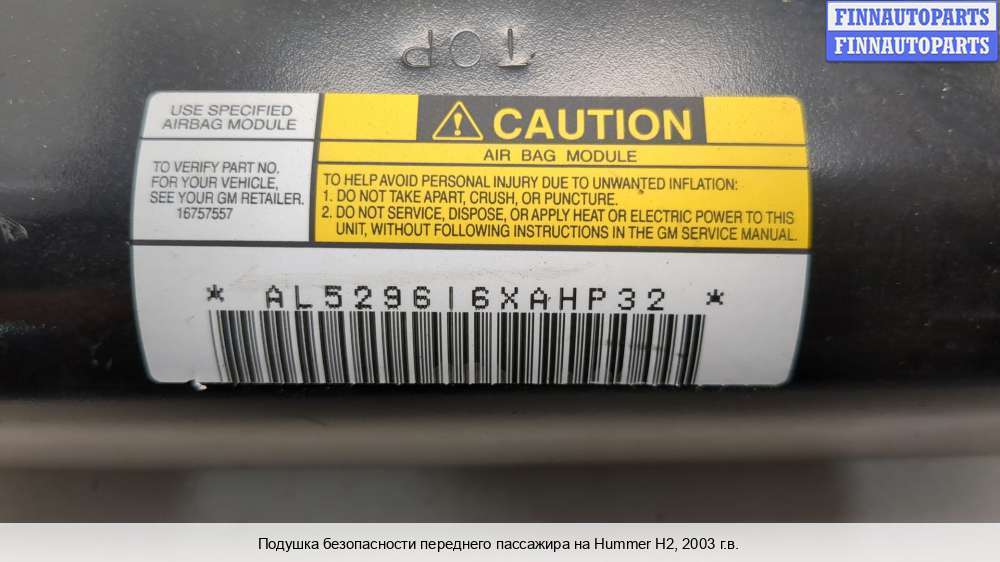 FINNAUTOPARTS
FINNAUTOPARTS
TOP
USE SPECIFIED
AIRBAG MODULE
TO VERIFY PART NO.
FOR YOUR VEHICLE,
SEE YOUR GM RETAILER.
16757557
CAUTION
AIR BAG MODULE
TO HELP AVOID PERSONAL INJURY DUE TO UNWANTED INFLATION:
1. DO NOT TAKE APART, CRUSH, OR PUNCTURE.
2. DO NOT SERVICE, DISPOSE, OR APPLY HEAT OR ELECTRIC POWER TO THIS
UNIT, WITHOUT FOLLOWING INSTRUCTIONS IN THE GM SERVICE MANUAL.
* AL5296I6XAHP32 *
Подушка безопасности переднего пассажира на Hummer H2, 2003 г.в.